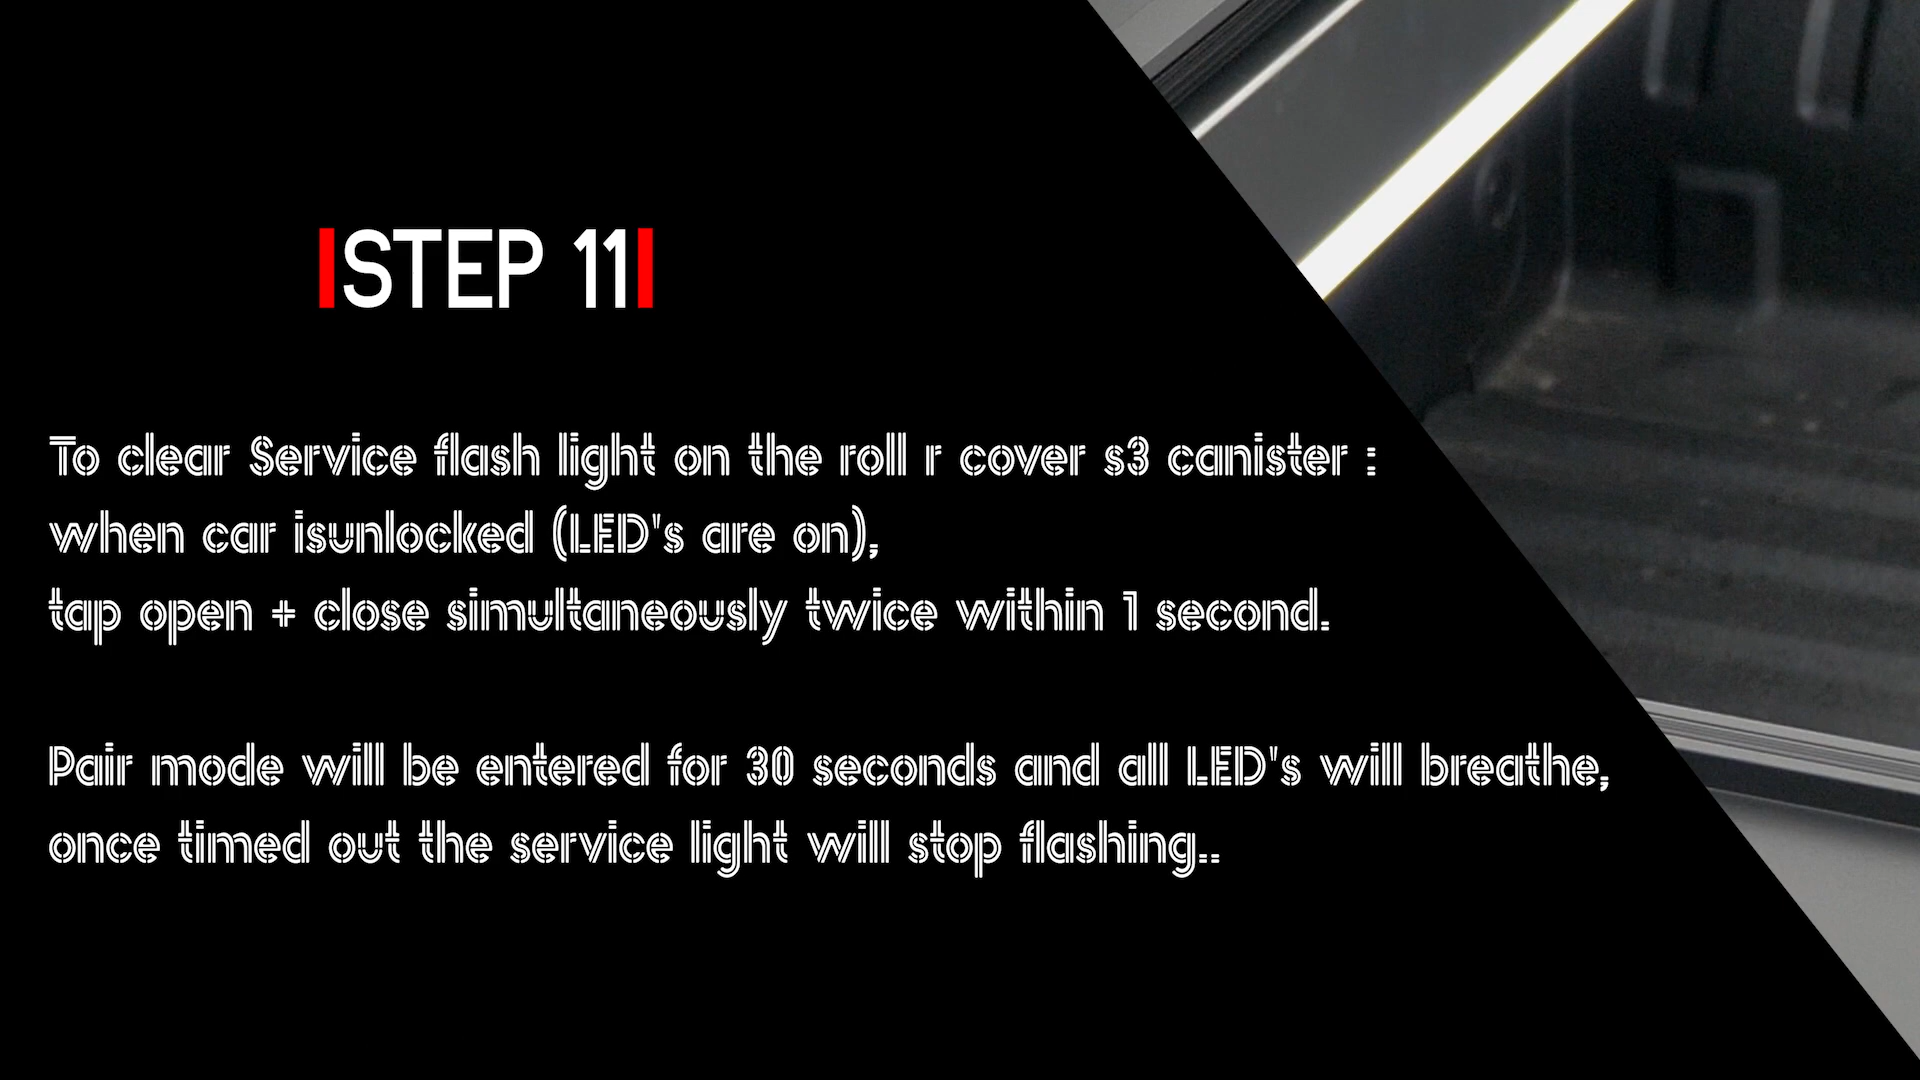 STEP 11
To clear Service flash light on the roll r cover s3 canister :
when car isunlocked (LED's are on),
tap open + close simultaneously twice within 1 second.
Pair mode will be entered for 30 seconds and all LED's will breathe,
once timed out the service light will stop flashing..